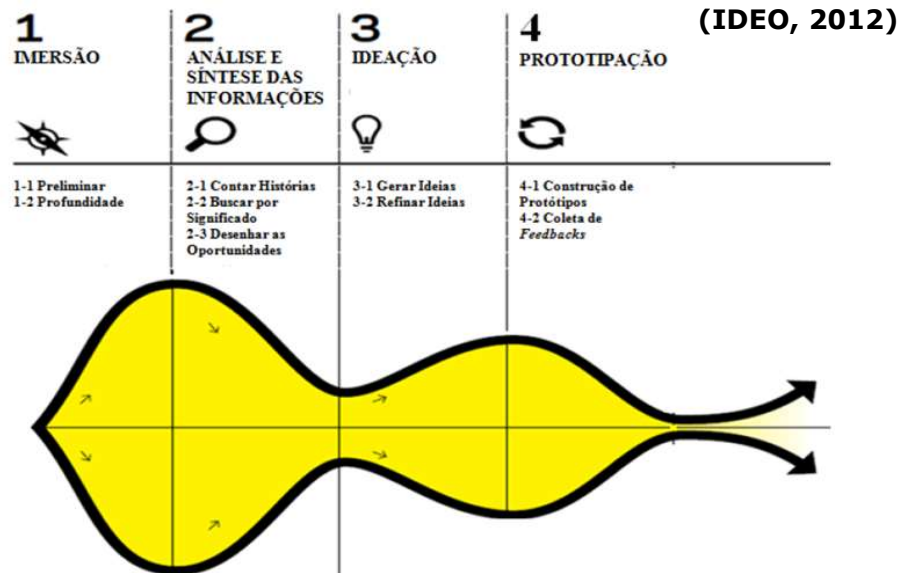 (IDEO, 2012)
1
IMERSÃO
2
ANÁLISE E
SÍNTESE DAS
INFORMAÇÕES
3
IDEAÇÃO
4
PROTOTIPAÇÃO
1-1 Preliminar
1-2 Profundidade
2-1 Contar Histórias
2-2 Buscar por
Significado
2-3 Desenhar as
Oportunidades
3-1 Gerar Ideias
3-2 Refinar Ideias
4-1 Construção de
Protótipos
4-2 Coleta de
Feedbacks